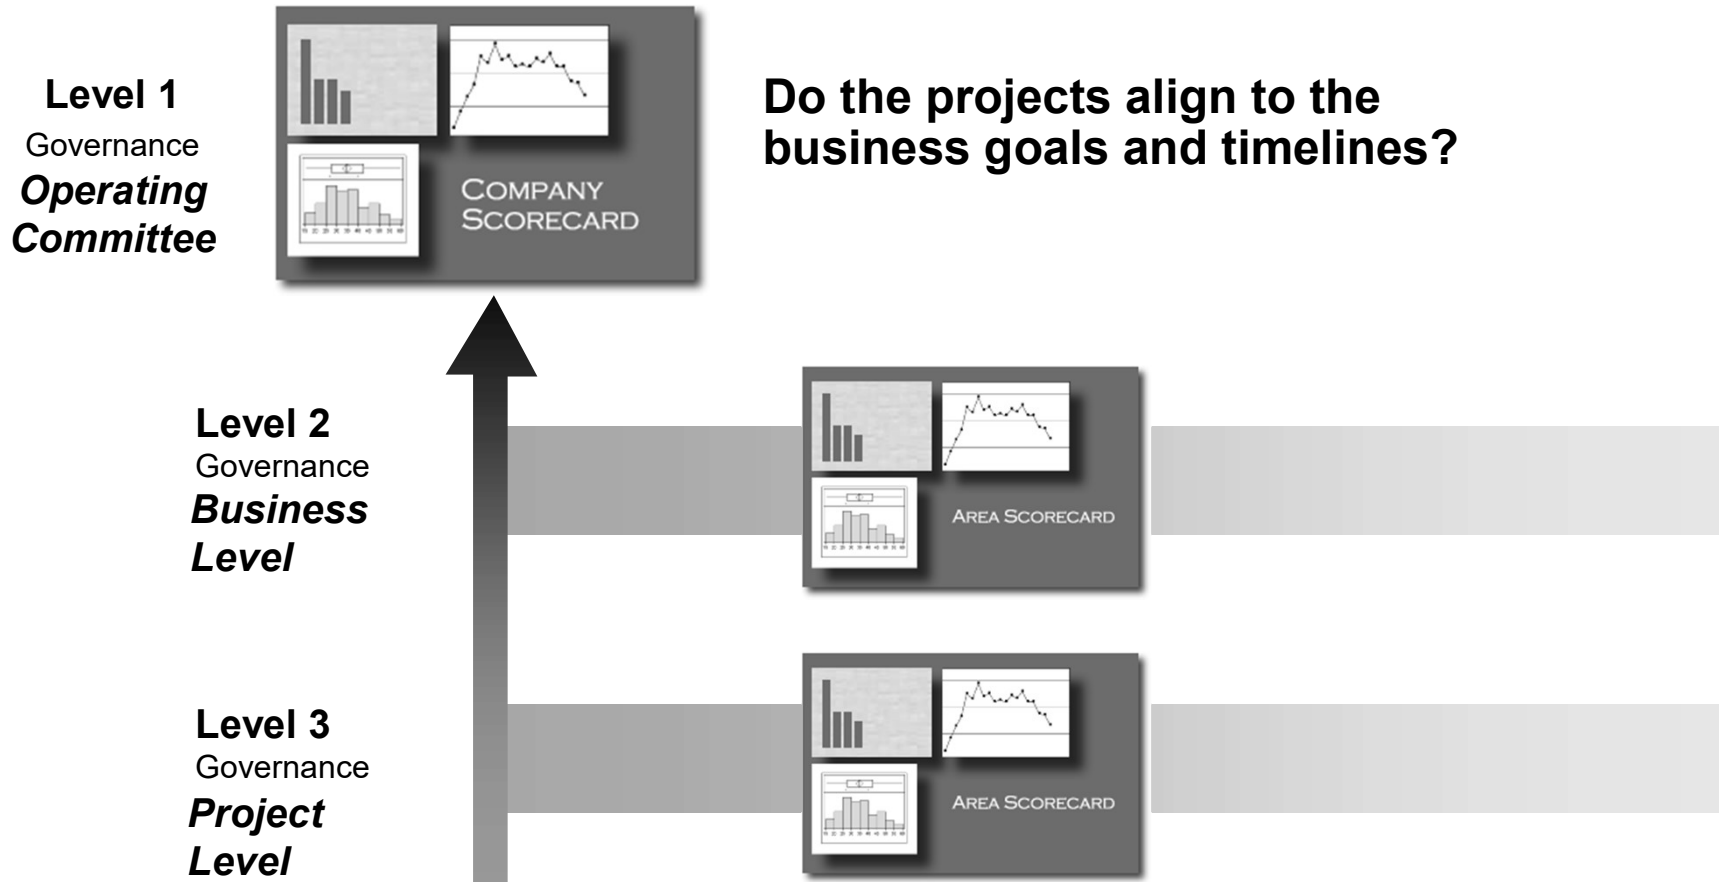 Level 1
Governance
Operating
Committee
COMPANY
SCORECARD
Do the projects align to the
business goals and timelines?
Level 2
Governance
Business
Level
AREA SCORECARD
Level 3
Governance
Project
Level
AREA SCORECARD